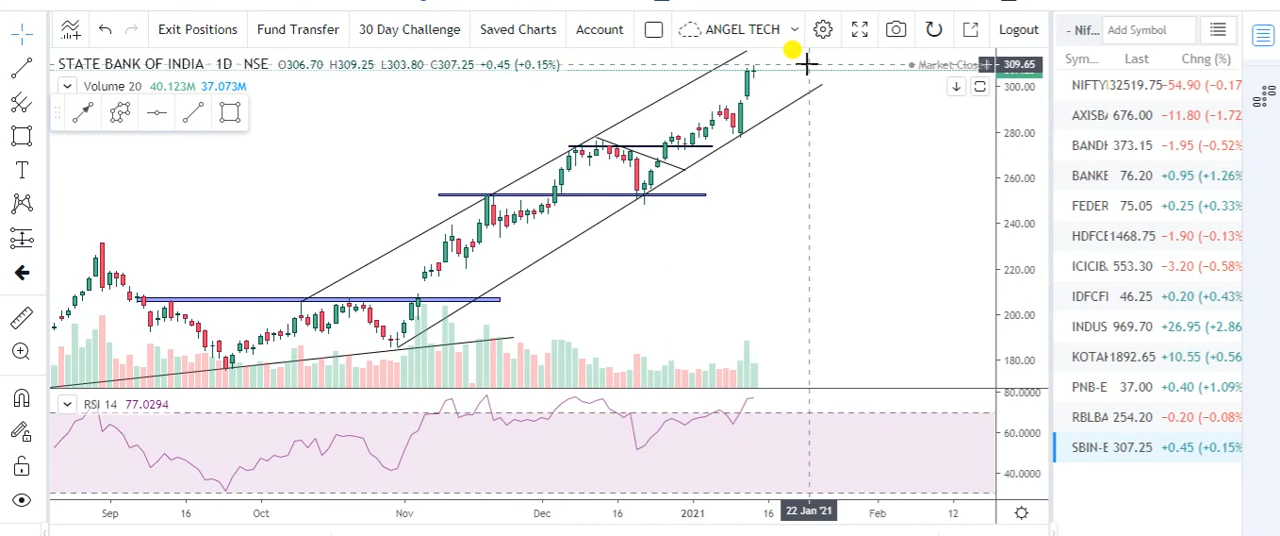 Exit Positions Fund Transfer 30 Day Challenge Saved Charts Account ANGEL TECH Logout
- Nif... Add Symbol
STATE BANK OF INDIA · 1D · NSE O306.70 H309.25 L303.80 C307.25 +0.45 (+0.15%)
Market Close
309.65
Volume 20 40.123M 37.073M
300.00
280.00
260.00
240.00
220.00
200.00
180.00
RSI 14 77.0294
80.0000
60.0000
40.0000
Sep 16 Oct Nov Dec 16 2021 16 22 Jan '21 Feb 12
Sym... Last Chng (%)
NIFTY 32519.75 -54.90 (-0.17
AXISB 676.00 -11.80 (-1.72
BAND 373.15 -1.95 (-0.52%
BANKE 76.20 +0.95 (+1.26%
FEDER 75.05 +0.25 (+0.33%
HDFCE 1468.75 -1.90 (-0.13%
ICICIB. 553.30 -3.20 (-0.58%
IDFCF 46.25 +0.20 (+0.43%
INDUS 969.70 +26.95 (+2.86
KOTAK 1892.65 +10.55 (+0.56
PNB-E 37.00 +0.40 (+1.09%
RBLBA 254.20 -0.20 (-0.08%
SBIN-E 307.25 +0.45 (+0.15%